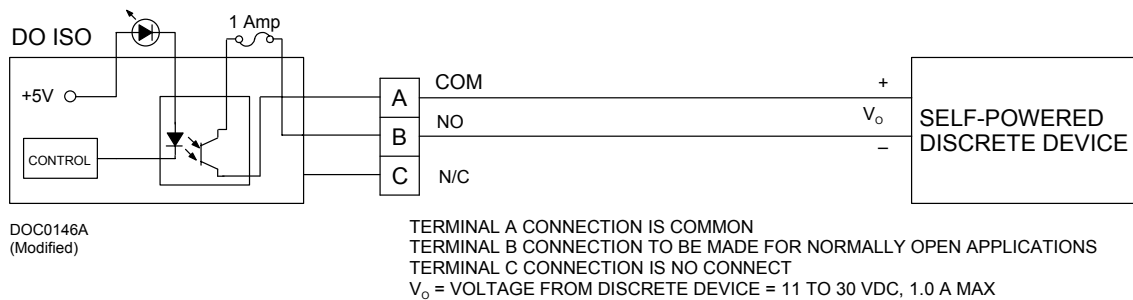 1 Amp
DO ISO
+5V
CONTROL
A
B
C
COM
NO
N/C
+
Vo
–
SELF-POWERED
DISCRETE DEVICE
DOC0146A
(Modified)
TERMINAL A CONNECTION IS COMMON
TERMINAL B CONNECTION TO BE MADE FOR NORMALLY OPEN APPLICATIONS
TERMINAL C CONNECTION IS NO CONNECT
Vo = VOLTAGE FROM DISCRETE DEVICE = 11 TO 30 VDC, 1.0 A MAX